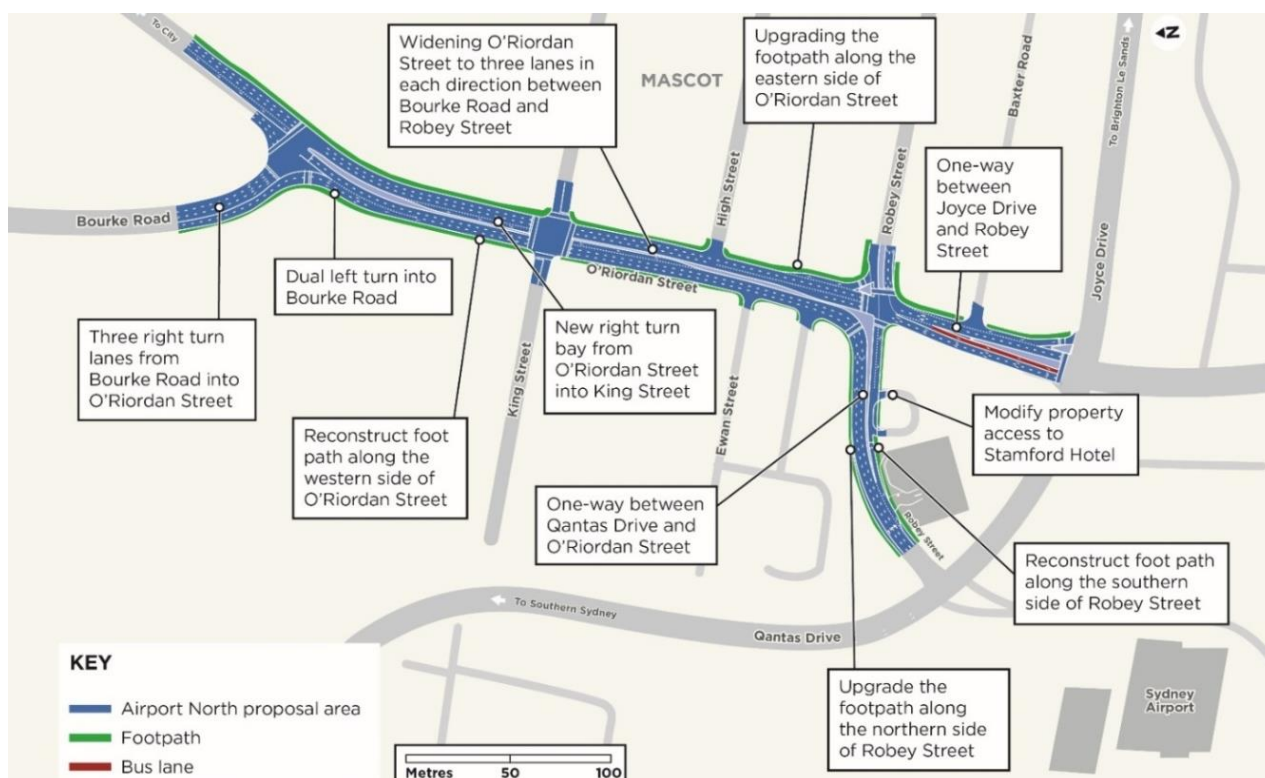 To City
Widening O'Riordan
Street to three lanes in
each direction between
Bourke Road and
Robey Street
MASCOT
Upgrading the
footpath along the
eastern side of
O'Riordan Street
Baxter Road
To Brighton Le Sands
N
High Street
Robey Street
One-way
between
Joyce Drive
and Robey
Street
Joyce Drive
Bourke Road
Dual left turn into
Bourke Road
O'Riordan Street
Three right turn
lanes from
Bourke Road into
O'Riordan Street
New right turn
bay from
O'Riordan Street
into King Street
King Street
Ewan Street
Modify property
access to
Stamford Hotel
Reconstruct foot
path along the
western side of
O'Riordan Street
One-way between
Qantas Drive and
O'Riordan Street
Robey Street
Reconstruct foot path
along the southern
side of Robey Street
To Southern Sydney
Qantas Drive
Upgrade the
footpath along
the northern side
of Robey Street
Sydney
Airport
KEY
Airport North proposal area
Footpath
Bus lane
Metres 50 100